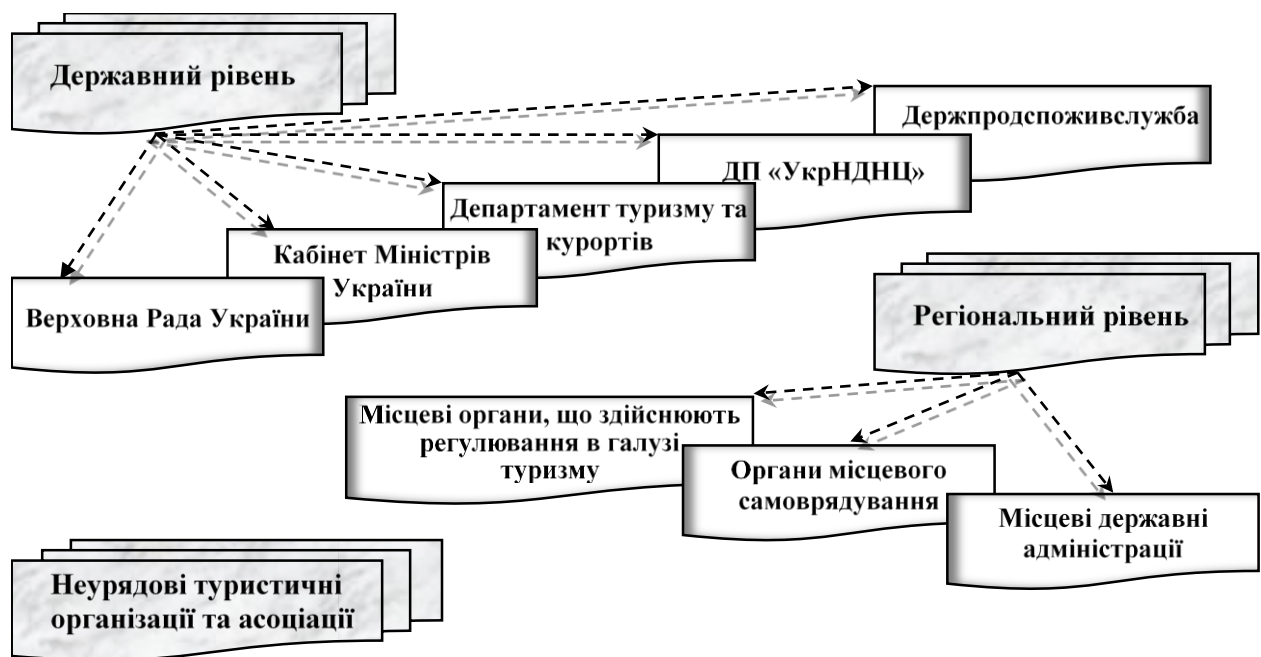 Державний рівень
Держпродспоживслужба
ДП «УкрНДНЦ»
Департамент туризму та
курортів
Кабінет Міністрів
України
Верховна Рада України
Регіональний рівень
Місцеві органи, що здійснюють
регулювання в галузі
туризму
Органи місцевого
самоврядування
Місцеві державні
адміністрації
Неурядові туристичні
організації та асоціації